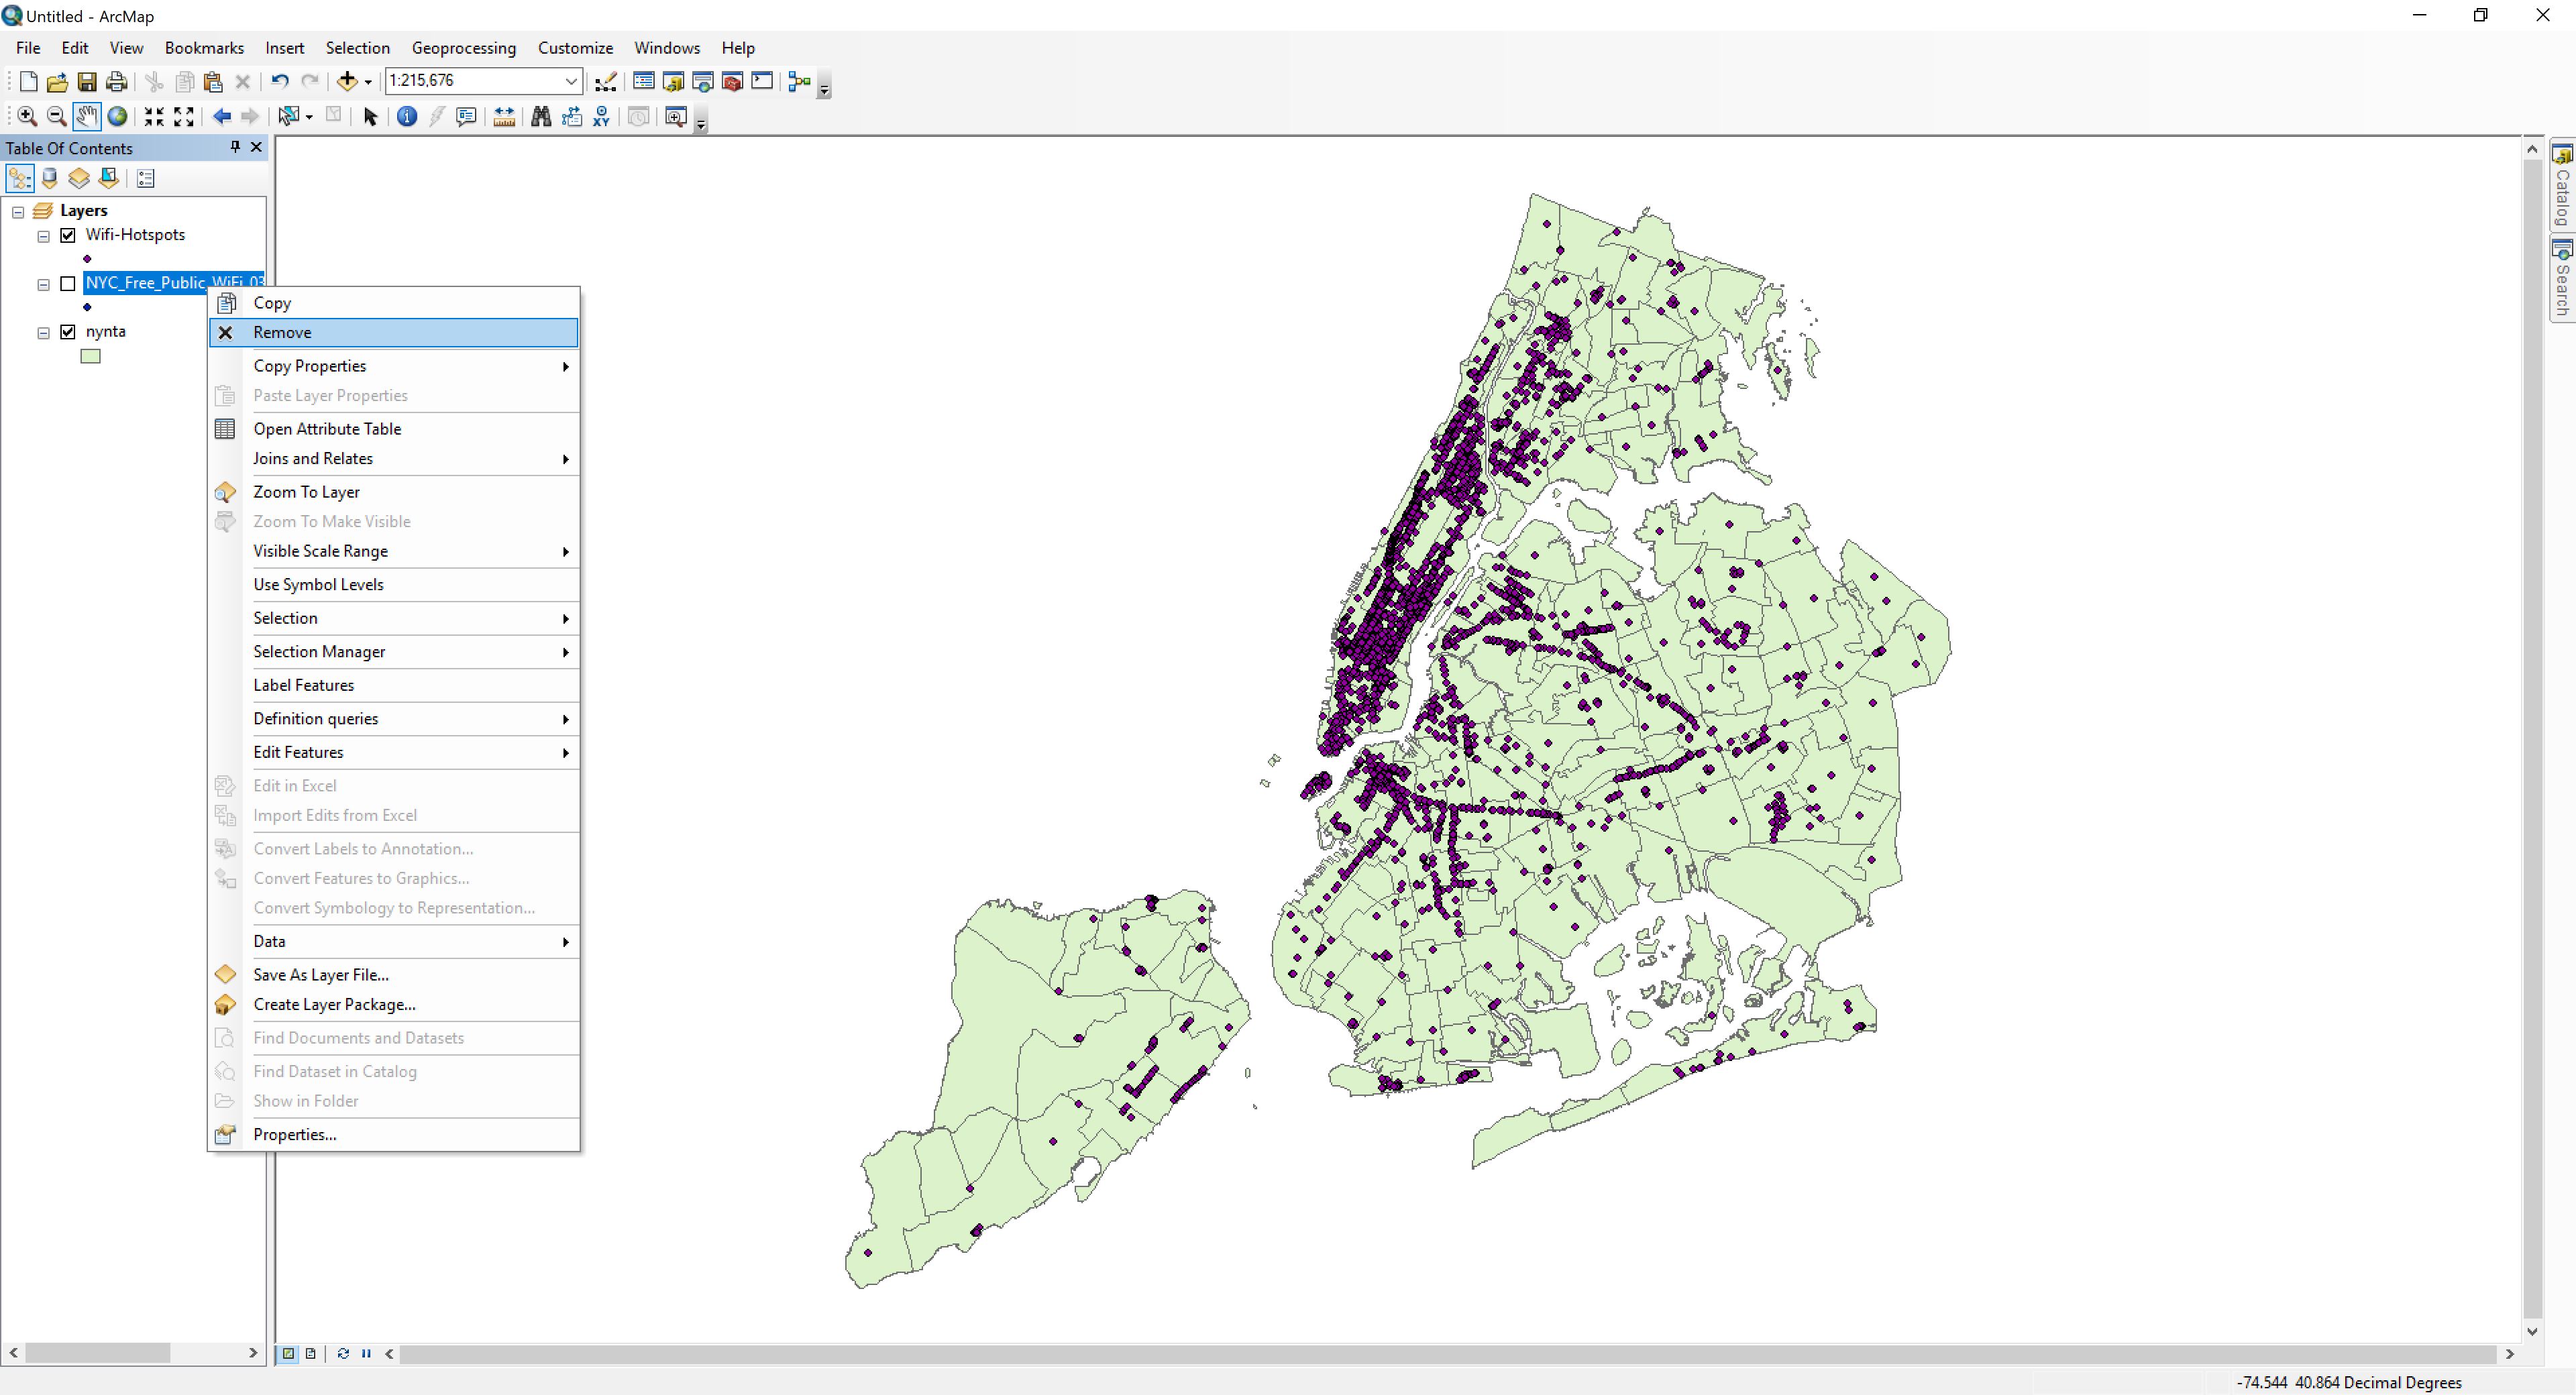 Untitled - ArcMap
File Edit View Bookmarks Insert Selection Geoprocessing Customize Windows Help
1:215,676
XY
Table Of Contents
Layers
Wifi-Hotspots
NYC_Free_Public_WiFi_03
nynta
Copy
Remove
Copy Properties
Paste Layer Properties
Open Attribute Table
Joins and Relates
Zoom To Layer
Zoom To Make Visible
Visible Scale Range
Use Symbol Levels
Selection
Selection Manager
Label Features
Definition queries
Edit Features
Edit in Excel
Import Edits from Excel
Convert Labels to Annotation...
Convert Features to Graphics...
Convert Symbology to Representation...
Data
Save As Layer File...
Create Layer Package...
Find Documents and Datasets
Find Dataset in Catalog
Show in Folder
Properties...
Catalog
Search
-74.544 40.864 Decimal Degrees